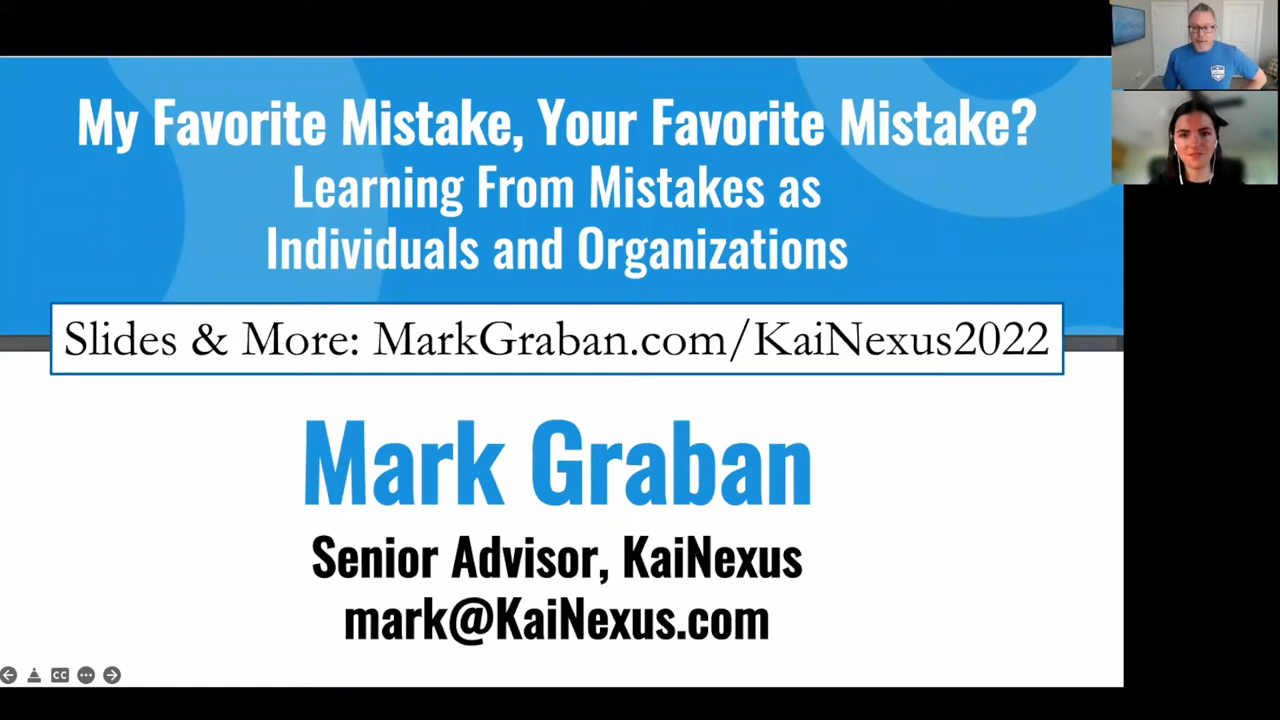 My Favorite Mistake, Your Favorite Mistake?
Learning From Mistakes as
Individuals and Organizations
Slides & More: MarkGraban.com/KaiNexus2022
Mark Graban
Senior Advisor, KaiNexus
mark@KaiNexus.com
CC